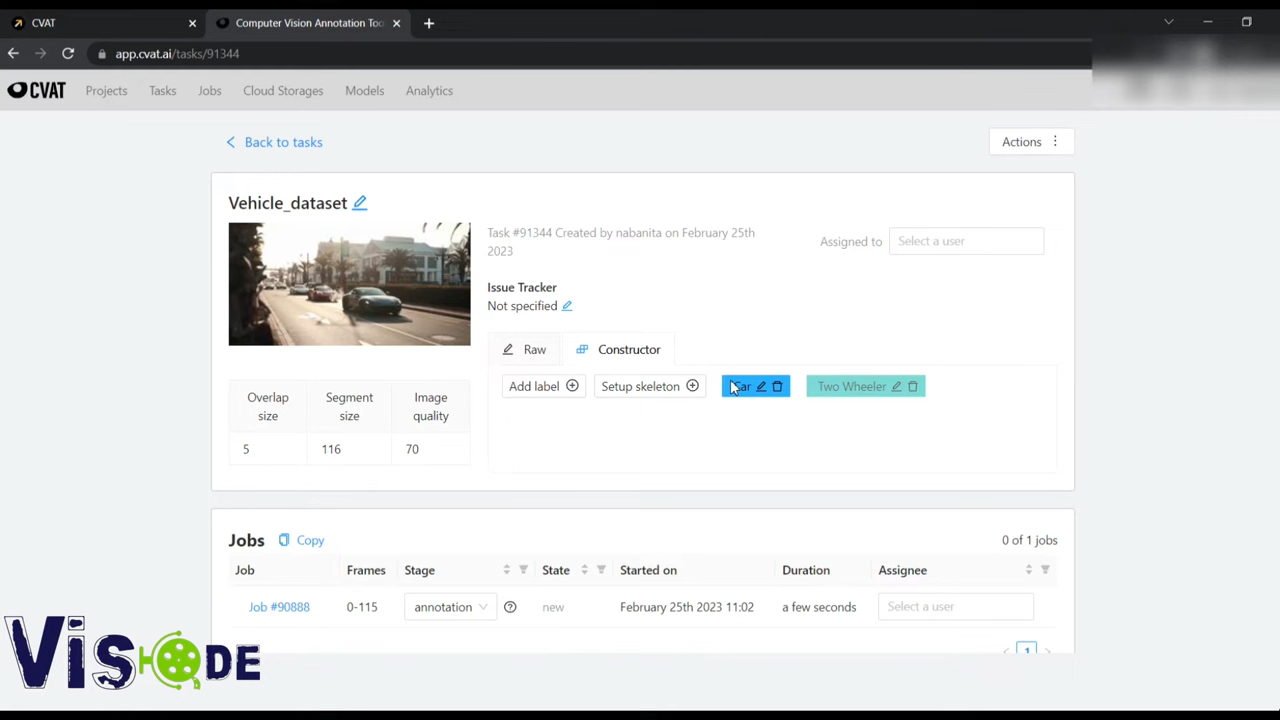 CVAT
Computer Vision Annotation Too
app.cvat.ai/tasks/91344
CVAT
Projects
Tasks
Jobs
Cloud Storages
Models
Analytics
Back to tasks
Actions
Vehicle_dataset
Task #91344 Created by nabanita on February 25th
2023
Assigned to
Select a user
Issue Tracker
Not specified
Raw
Constructor
Add label
Setup skeleton
Car
Two Wheeler
Overlap
size
Segment
size
Image
quality
5
116
70
Jobs
Copy
0 of 1 jobs
Job
Frames
Stage
State
Started on
Duration
Assignee
Job #90888
0-115
annotation
new
February 25th 2023 11:02
a few seconds
Select a user
1
VisiODE